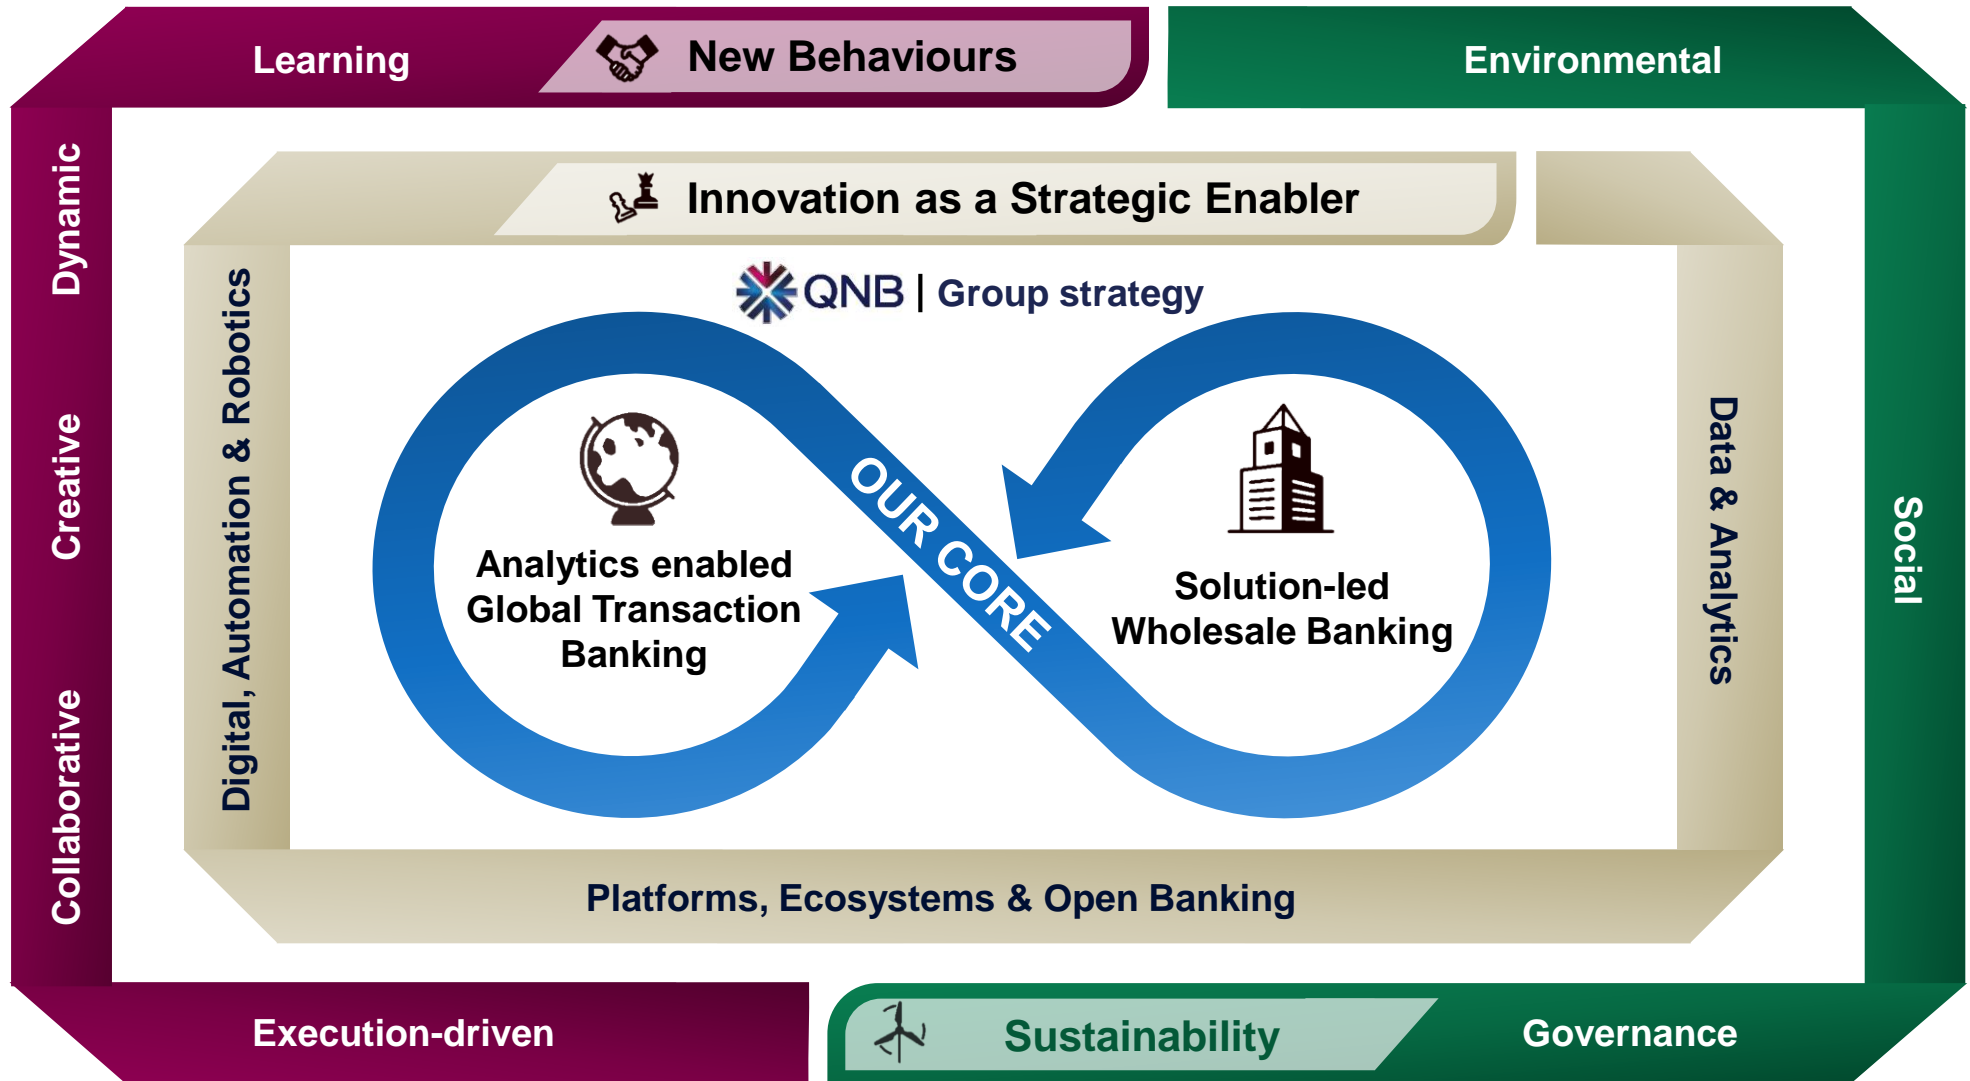 Learning
New Behaviours
Environmental
Dynamic
Creative
Collaborative
Innovation as a Strategic Enabler
Digital, Automation & Robotics
QNB | Group strategy
OUR CORE
Analytics enabled
Global Transaction
Banking
Solution-led
Wholesale Banking
Data & Analytics
Social
Platforms, Ecosystems & Open Banking
Execution-driven
Sustainability
Governance